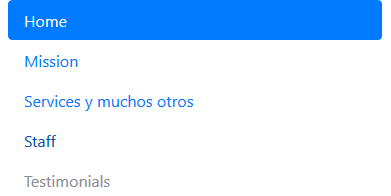 Home
Mission
Services y muchos otros
Staff
Testimonials